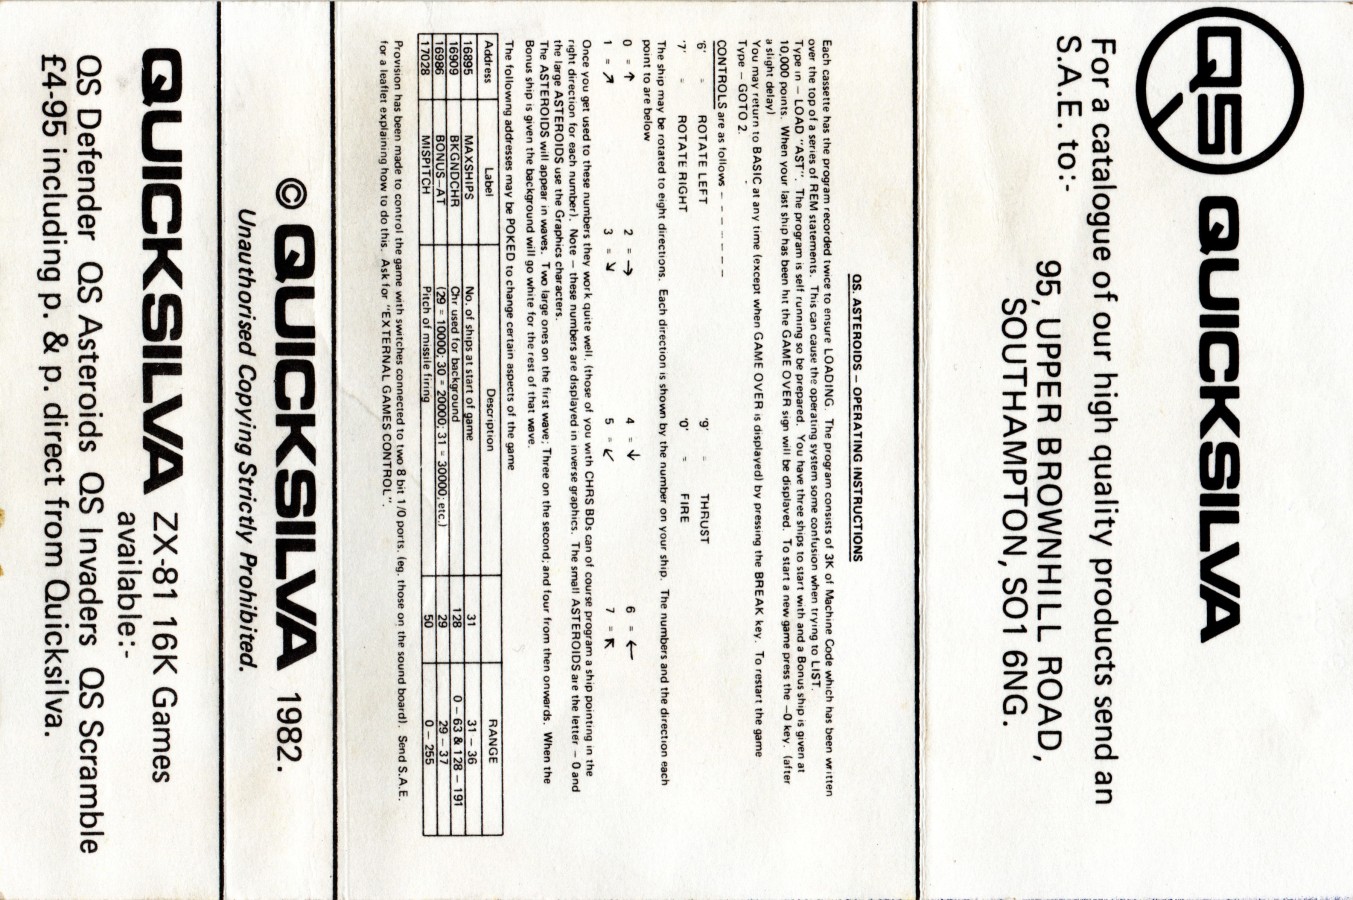 QS QUICKSILVA
For a catalogue of our high quality products send an
S.A.E. to:-
95, UPPER BROWNHILL ROAD,
SOUTHAMPTON, SO1 6NG.
QS. ASTEROIDS – OPERATING INSTRUCTIONS
Each cassette has the program recorded twice to ensure LOADING. The program consists of 3K of Machine Code which has been written
over the top of a series of REM statements. This can cause the operating system some confusion when trying to LIST.
Type in – LOAD "AST". The program is self running so be prepared. You have three ships to start with and a Bonus ship is given at
10,000 points. When your last ship has been hit the GAME OVER sign will be displayed. To start a new game press the –0 key. (after
a slight delay)
You may return to BASIC at any time (except when GAME OVER is displayed) by pressing the BREAK key. To restart the game
Type – GOTO 2.
CONTROLS are as follows – – – – – –
'6' = ROTATE LEFT '9' = THRUST
'7' = ROTATE RIGHT '0' = FIRE
The ship may be rotated to eight directions. Each direction is shown by the number on your ship. The numbers and the direction each
point to are below
0 = ↑ 2 = → 4 = ↓ 6 = ←
1 = ↗ 3 = ↘ 5 = ↙ 7 = ↖
Once you get used to these numbers they work quite well. (those of you with CHRS BDs can of course program a ship pointing in the
right direction for each number). Note – these numbers are displayed in inverse graphics. The small ASTEROIDS are the letter – 0 and
the large ASTEROIDS use the Graphics characters.
The ASTEROIDS will appear in waves. Two large ones on the first wave; Three on the second; and four from then onwards. When the
Bonus ship is given the background will go white for the rest of that wave.
The following addresses may be POKED to change certain aspects of the game
Address Label Description RANGE
16895 MAXSHIPS No. of ships at start of game 31 31 – 36
16909 BKGNDCHR Chr used for background 128 0 – 63 & 128 – 191
16986 BONUS–AT (29 = 10000; 30 = 20000; 31 = 30000; etc.) 29 29 – 37
17028 MISPITCH Pitch of missile firing 50 0 – 255
Provision has been made to control the game with switches connected to two 8 bit 1/0 ports. (eg. those on the sound board). Send S.A.E.
for a leaflet explaining how to do this. Ask for "EXTERNAL GAMES CONTROL".
© QUICKSILVA 1982.
Unauthorised Copying Strictly Prohibited.
QUICKSILVA ZX-81 16K Games
available:-
QS Defender QS Asteroids QS Invaders QS Scramble
£4-95 including p. & p. direct from Quicksilva.